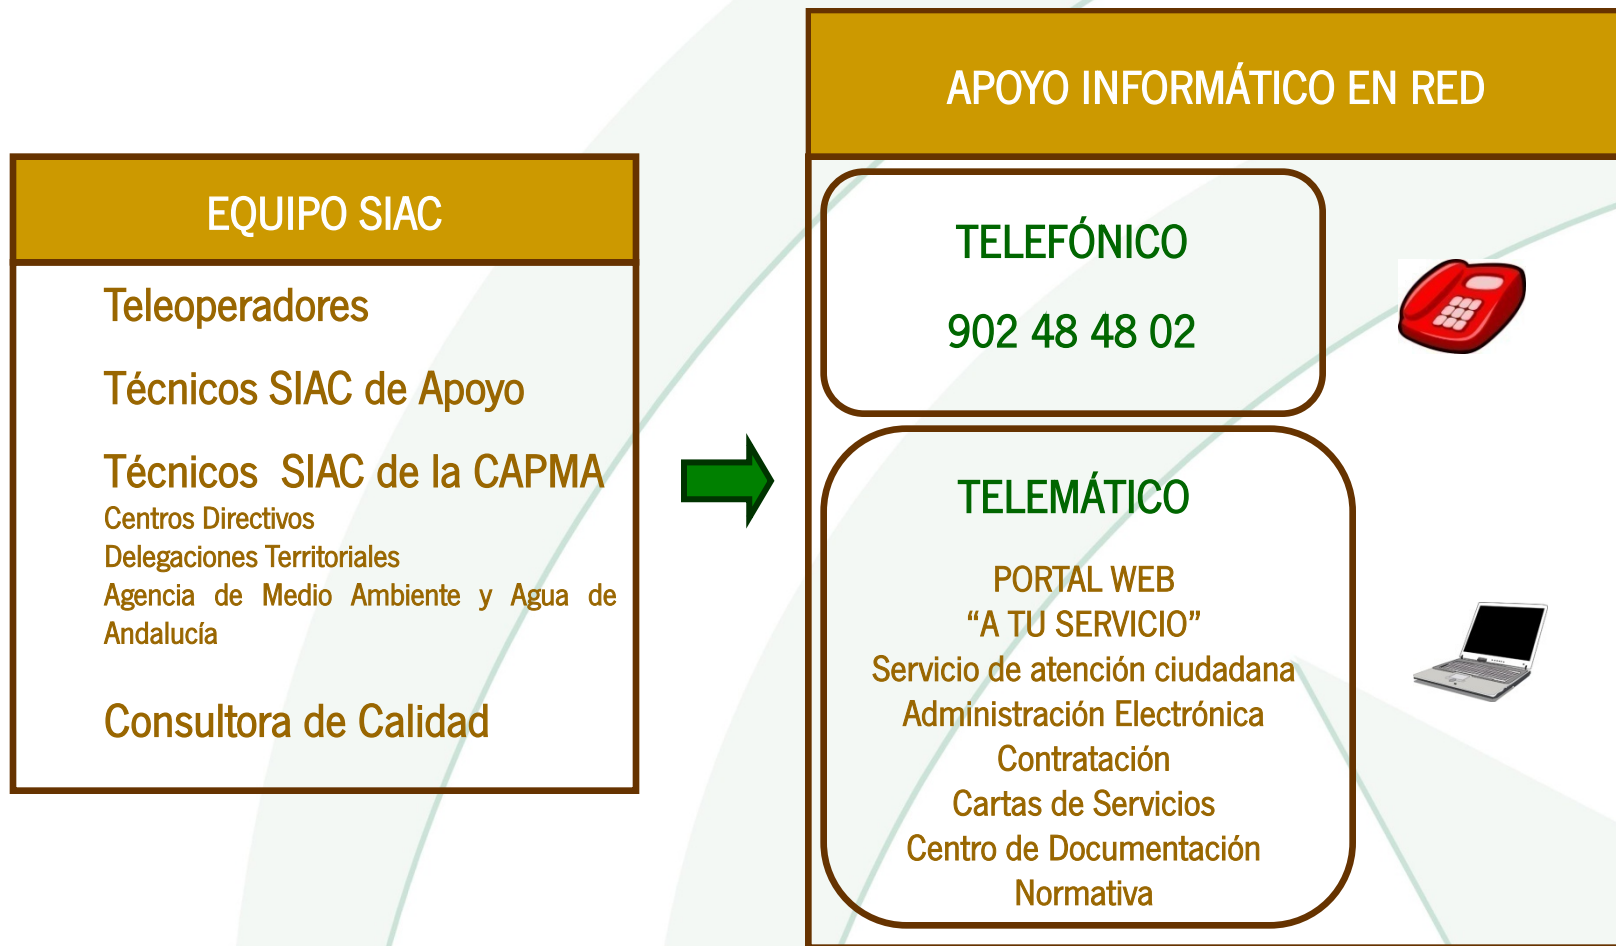 EQUIPO SIAC
Teleoperadores
Técnicos SIAC de Apoyo
Técnicos SIAC de la CAPMA
Centros Directivos
Delegaciones Territoriales
Agencia de Medio Ambiente y Agua de
Andalucía
Consultora de Calidad
APOYO INFORMÁTICO EN RED
TELEFÓNICO
902 48 48 02
TELEMÁTICO
PORTAL WEB
“A TU SERVICIO”
Servicio de atención ciudadana
Administración Electrónica
Contratación
Cartas de Servicios
Centro de Documentación
Normativa